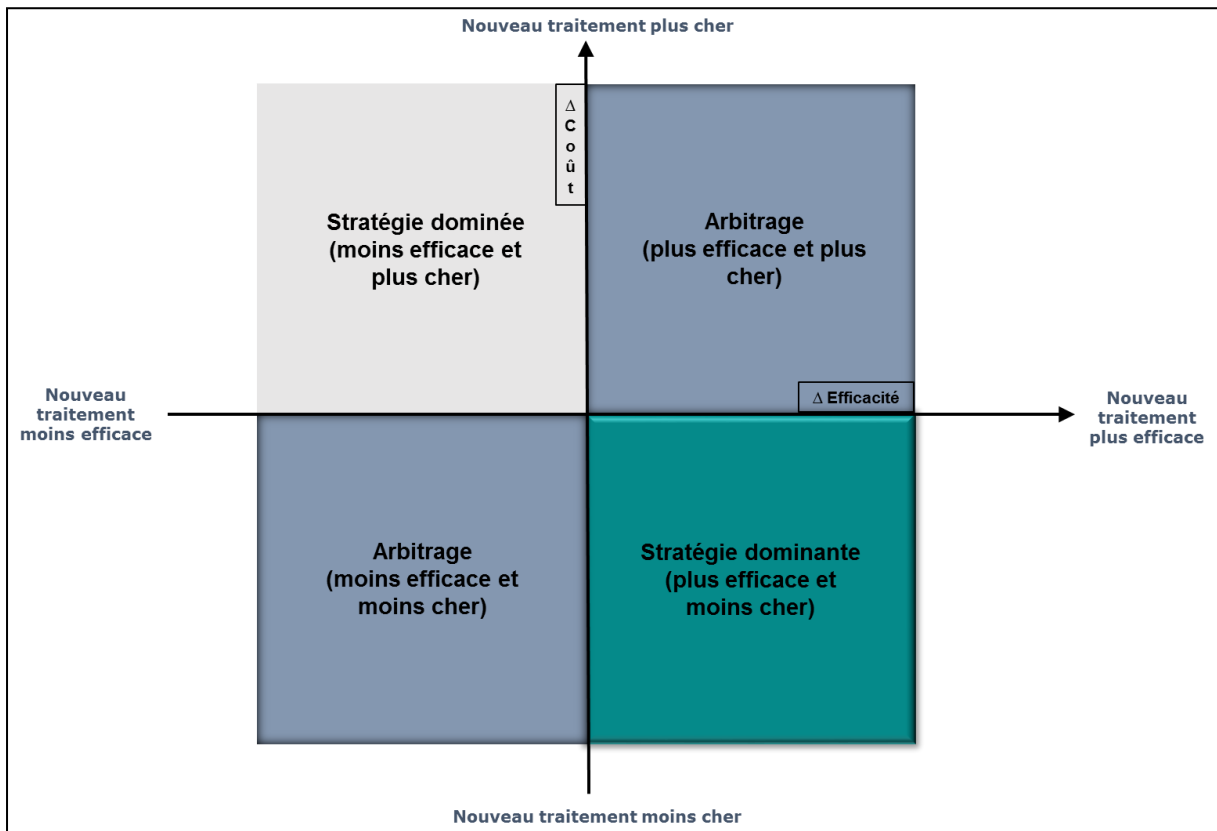 Nouveau traitement plus cher
Δ
C
o
û
t
Stratégie dominée
(moins efficace et
plus cher)
Arbitrage
(plus efficace et plus
cher)
Δ Efficacité
Nouveau
traitement
moins efficace
Nouveau
traitement
plus efficace
Arbitrage
(moins efficace et
moins cher)
Stratégie dominante
(plus efficace et
moins cher)
Nouveau traitement moins cher